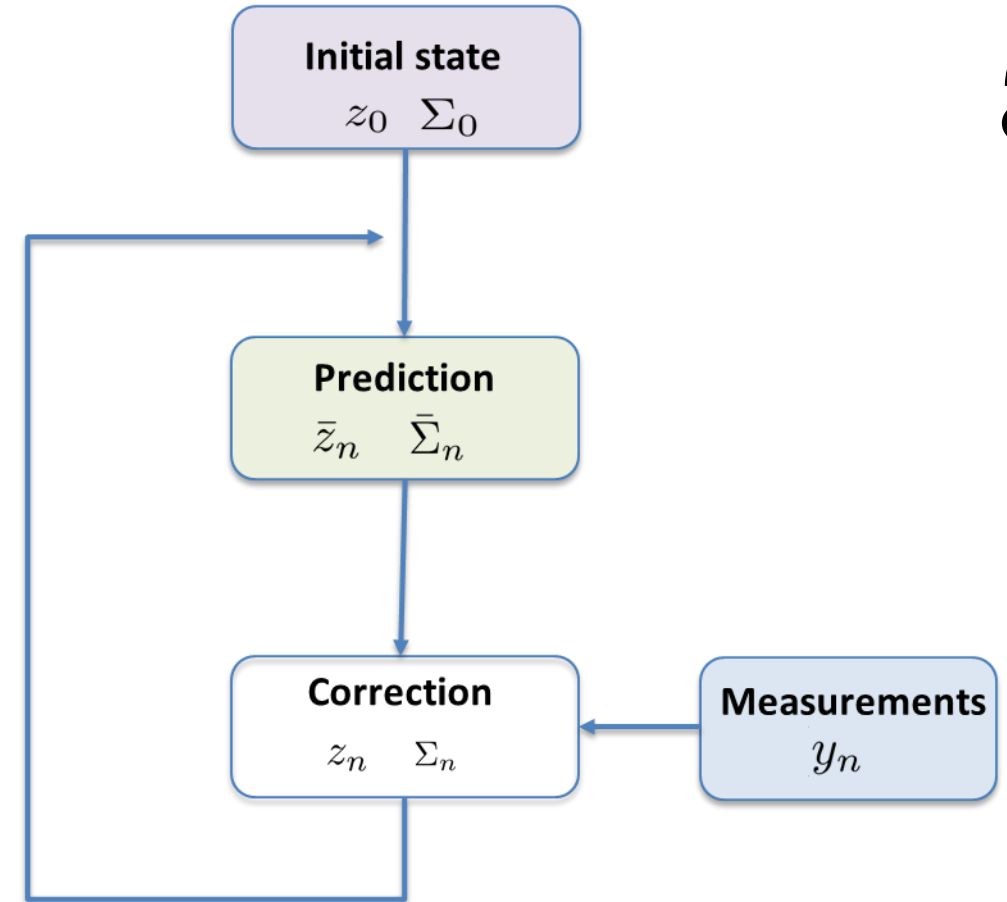 Initial state
z₀ Σ₀
Prediction
z̄ₙ Σ̄ₙ
Correction
zₙ Σₙ
Measurements
yₙ